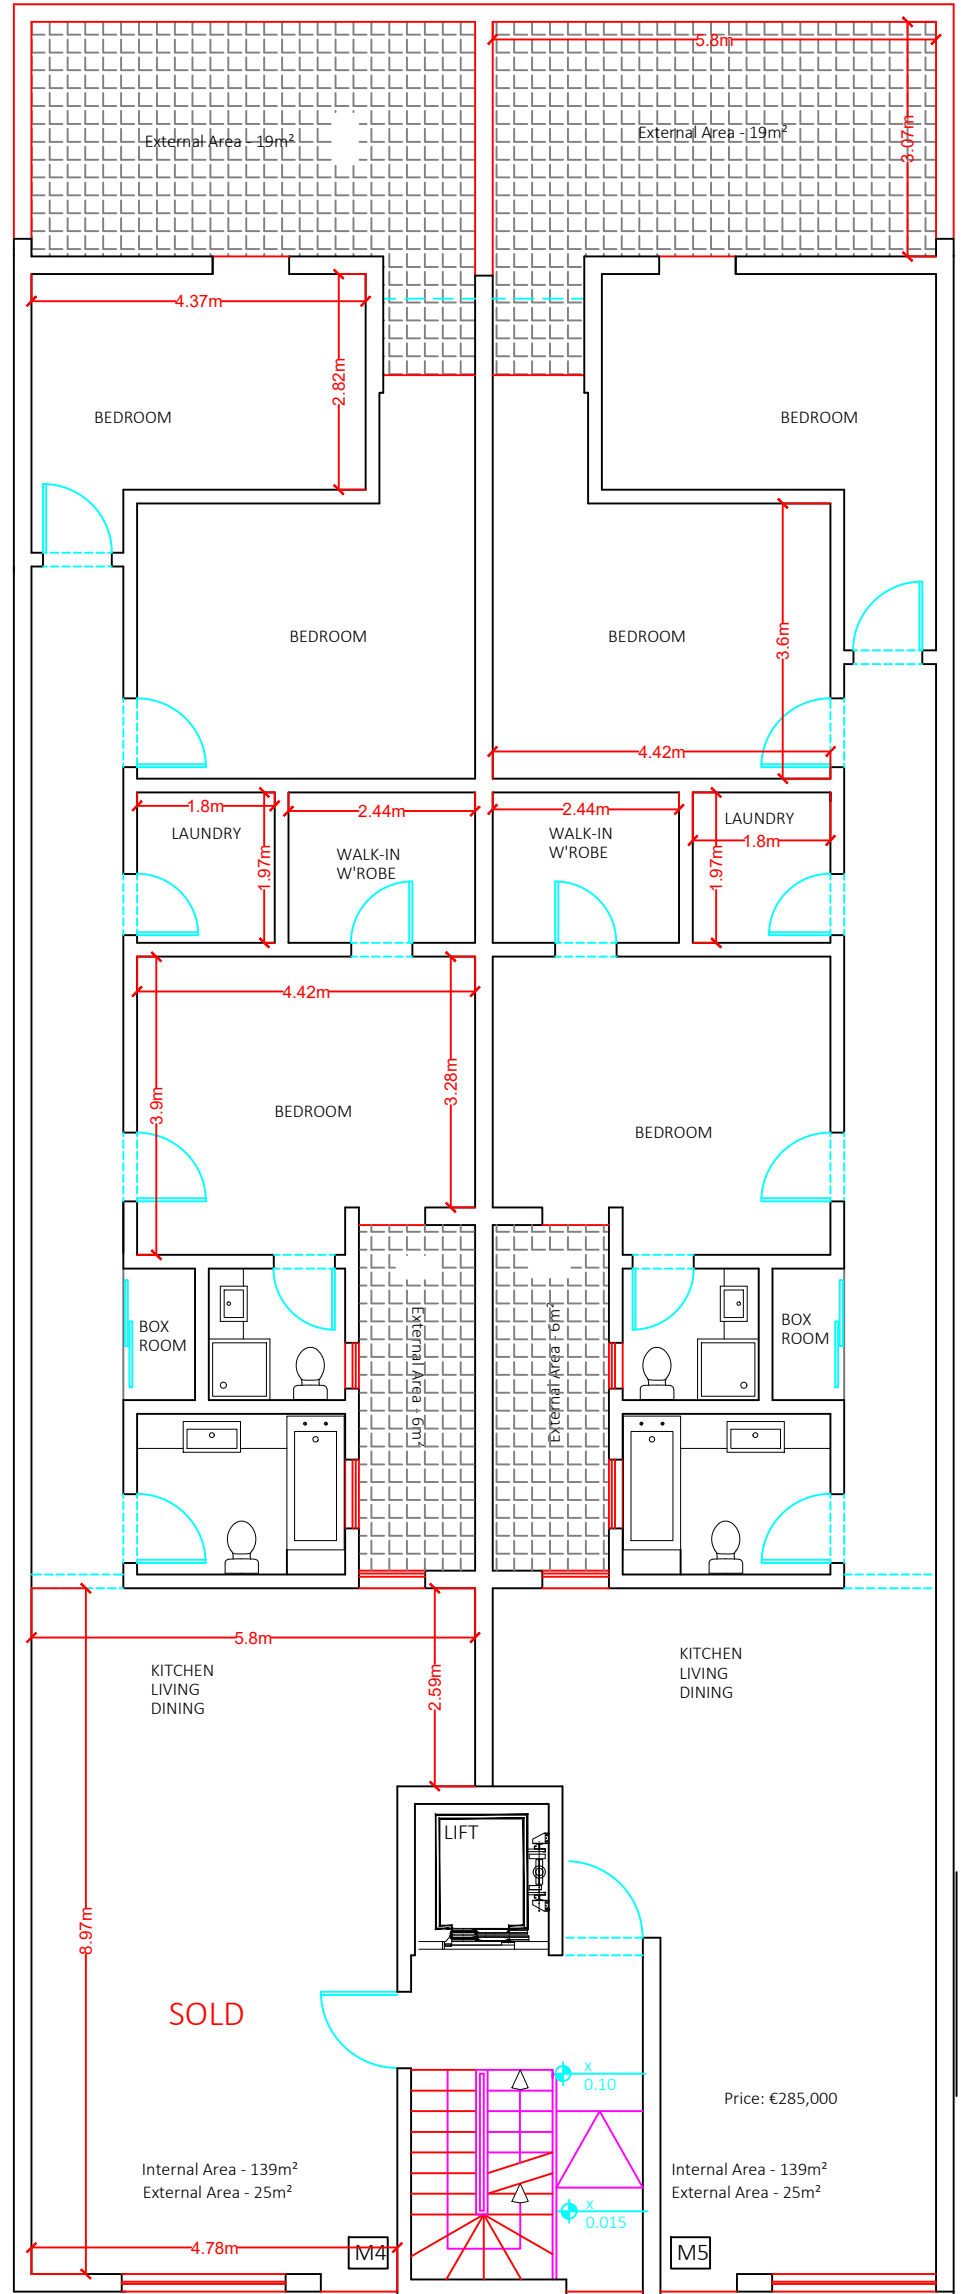 5.8m
External Area - 19m²
External Area - 19m²
3.07m
4.37m
2.82m
BEDROOM
BEDROOM
BEDROOM
BEDROOM
3.6m
4.42m
1.8m
2.44m
2.44m
LAUNDRY
LAUNDRY
1.8m
1.97m
WALK-IN
W'ROBE
WALK-IN
W'ROBE
1.97m
4.42m
3.28m
3.9m
BEDROOM
BEDROOM
BOX
ROOM
External Area - 6m²
External Area - 6m²
BOX
ROOM
5.8m
2.59m
KITCHEN
LIVING
DINING
KITCHEN
LIVING
DINING
LIFT
8.97m
SOLD
x
0.10
Price: €285,000
Internal Area - 139m²
External Area - 25m²
Internal Area - 139m²
External Area - 25m²
x
0.015
4.78m
M4
M5